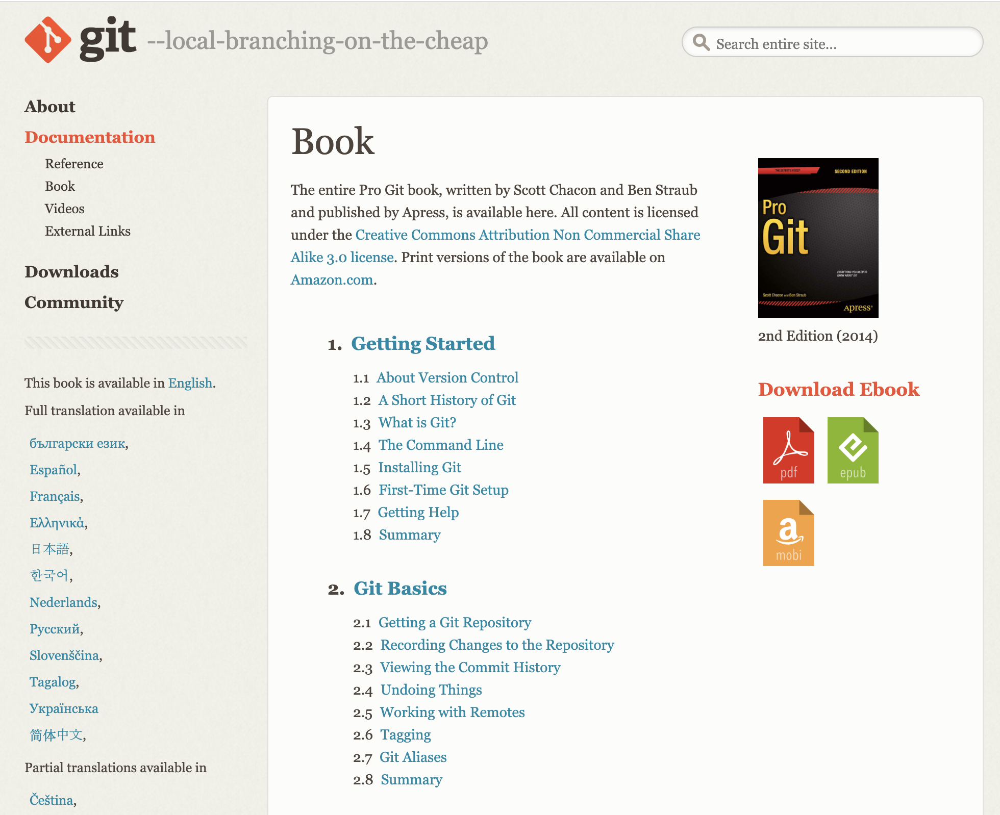 git --local-branching-on-the-cheap
Search entire site...
About
Documentation
Reference
Book
Videos
External Links
Downloads
Community
This book is available in English.
Full translation available in
български език,
Español,
Français,
Ελληνικά,
日本語,
한국어,
Nederlands,
Русский,
Slovenščina,
Tagalog,
Українська
简体中文,
Partial translations available in
Čeština,
Book
The entire Pro Git book, written by Scott Chacon and Ben Straub
and published by Apress, is available here. All content is licensed
under the Creative Commons Attribution Non Commercial Share
Alike 3.0 license. Print versions of the book are available on
Amazon.com.
1. Getting Started
1.1 About Version Control
1.2 A Short History of Git
1.3 What is Git?
1.4 The Command Line
1.5 Installing Git
1.6 First-Time Git Setup
1.7 Getting Help
1.8 Summary
2. Git Basics
2.1 Getting a Git Repository
2.2 Recording Changes to the Repository
2.3 Viewing the Commit History
2.4 Undoing Things
2.5 Working with Remotes
2.6 Tagging
2.7 Git Aliases
2.8 Summary
THE EXPERT'S VOICE®
SECOND EDITION
Pro
Git
EVERYTHING YOU NEED TO
KNOW ABOUT GIT
Scott Chacon and Ben Straub
Apress®
2nd Edition (2014)
Download Ebook
pdf
epub
a
mobi